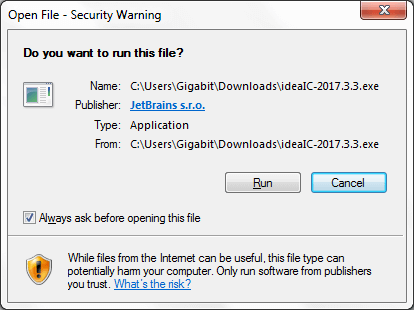 Open File - Security Warning
Do you want to run this file?
Name: C:\Users\Gigabit\Downloads\ideaIC-2017.3.3.exe
Publisher: JetBrains s.r.o.
Type: Application
From: C:\Users\Gigabit\Downloads\ideaIC-2017.3.3.exe
Run Cancel
Always ask before opening this file
While files from the Internet can be useful, this file type can
potentially harm your computer. Only run software from publishers
you trust. What's the risk?